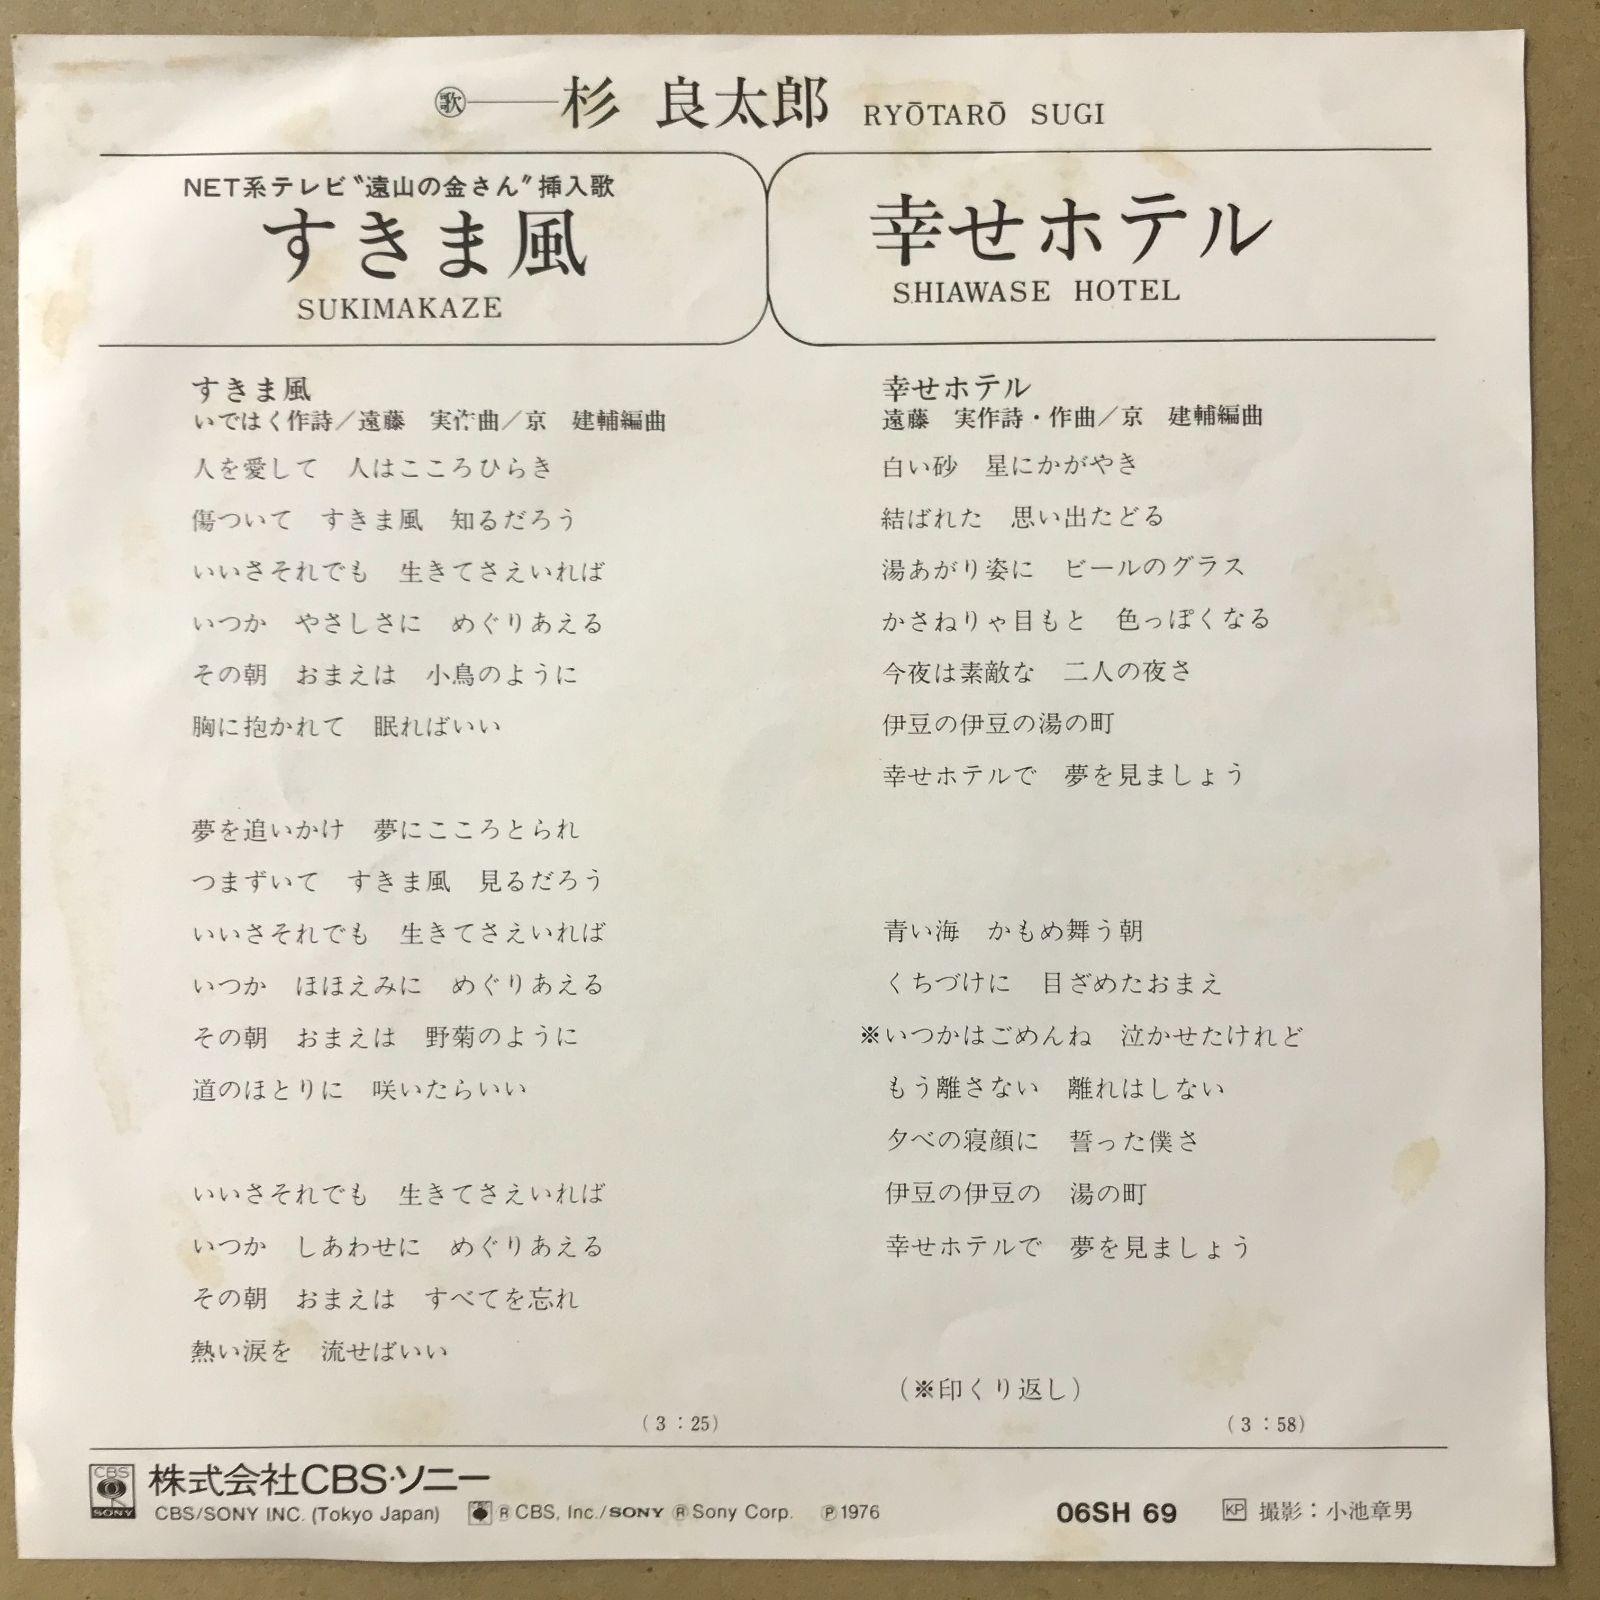 歌──杉 良太郎 RYŌTARŌ SUGI
NET系テレビ〝遠山の金さん〟挿入歌
すきま風
SUKIMAKAZE
幸せホテル
SHIAWASE HOTEL
すきま風
いではく作詩／遠藤 実作曲／京 建輔編曲
人を愛して 人はこころひらき
傷ついて すきま風 知るだろう
いいさそれでも 生きてさえいれば
いつか やさしさに めぐりあえる
その朝 おまえは 小鳥のように
胸に抱かれて 眠ればいい
夢を追いかけ 夢にこころとられ
つまずいて すきま風 見るだろう
いいさそれでも 生きてさえいれば
いつか ほほえみに めぐりあえる
その朝 おまえは 野菊のように
道のほとりに 咲いたらいい
いいさそれでも 生きてさえいれば
いつか しあわせに めぐりあえる
その朝 おまえは すべてを忘れ
熱い涙を 流せばいい
(3：25)
幸せホテル
遠藤 実作詩・作曲／京 建輔編曲
白い砂 星にかがやき
結ばれた 思い出たどる
湯あがり姿に ビールのグラス
かさねりゃ目もと 色っぽくなる
今夜は素敵な 二人の夜さ
伊豆の伊豆の湯の町
幸せホテルで 夢を見ましょう
青い海 かもめ舞う朝
くちづけに 目ざめたおまえ
※いつかはごめんね 泣かせたけれど
もう離さない 離れはしない
夕べの寝顔に 誓った僕さ
伊豆の伊豆の 湯の町
幸せホテルで 夢を見ましょう
(※印くり返し)
(3：58)
CBS SONY 株式会社CBS・ソニー
CBS/SONY INC. (Tokyo Japan) ®CBS, Inc./SONY ®Sony Corp. ℗1976
06SH 69 KP 撮影：小池章男